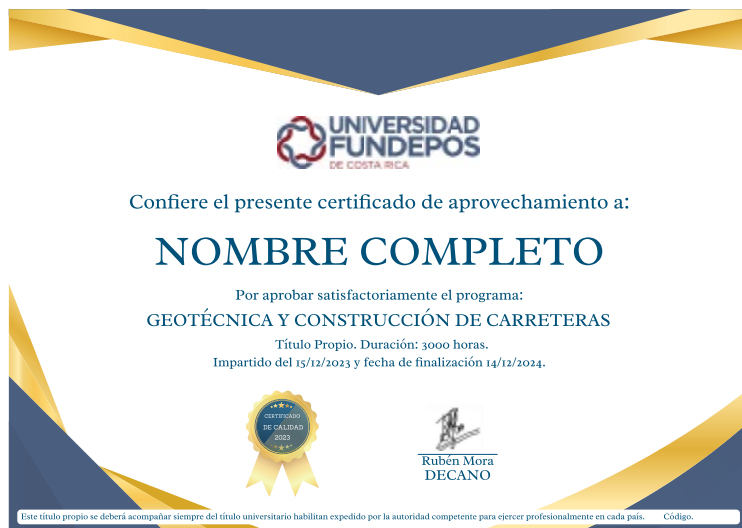 UNIVERSIDAD
FUNDEPOS
DE COSTA RICA
Confiere el presente certificado de aprovechamiento a:
NOMBRE COMPLETO
Por aprobar satisfactoriamente el programa:
GEOTÉCNICA Y CONSTRUCCIÓN DE CARRETERAS
Título Propio. Duración: 3000 horas.
Impartido del 15/12/2023 y fecha de finalización 14/12/2024.
CERTIFICADO
DE CALIDAD
2023
Rubén Mora
DECANO
Este título propio se deberá acompañar siempre del título universitario habilitan expedido por la autoridad competente para ejercer profesionalmente en cada país. Código.